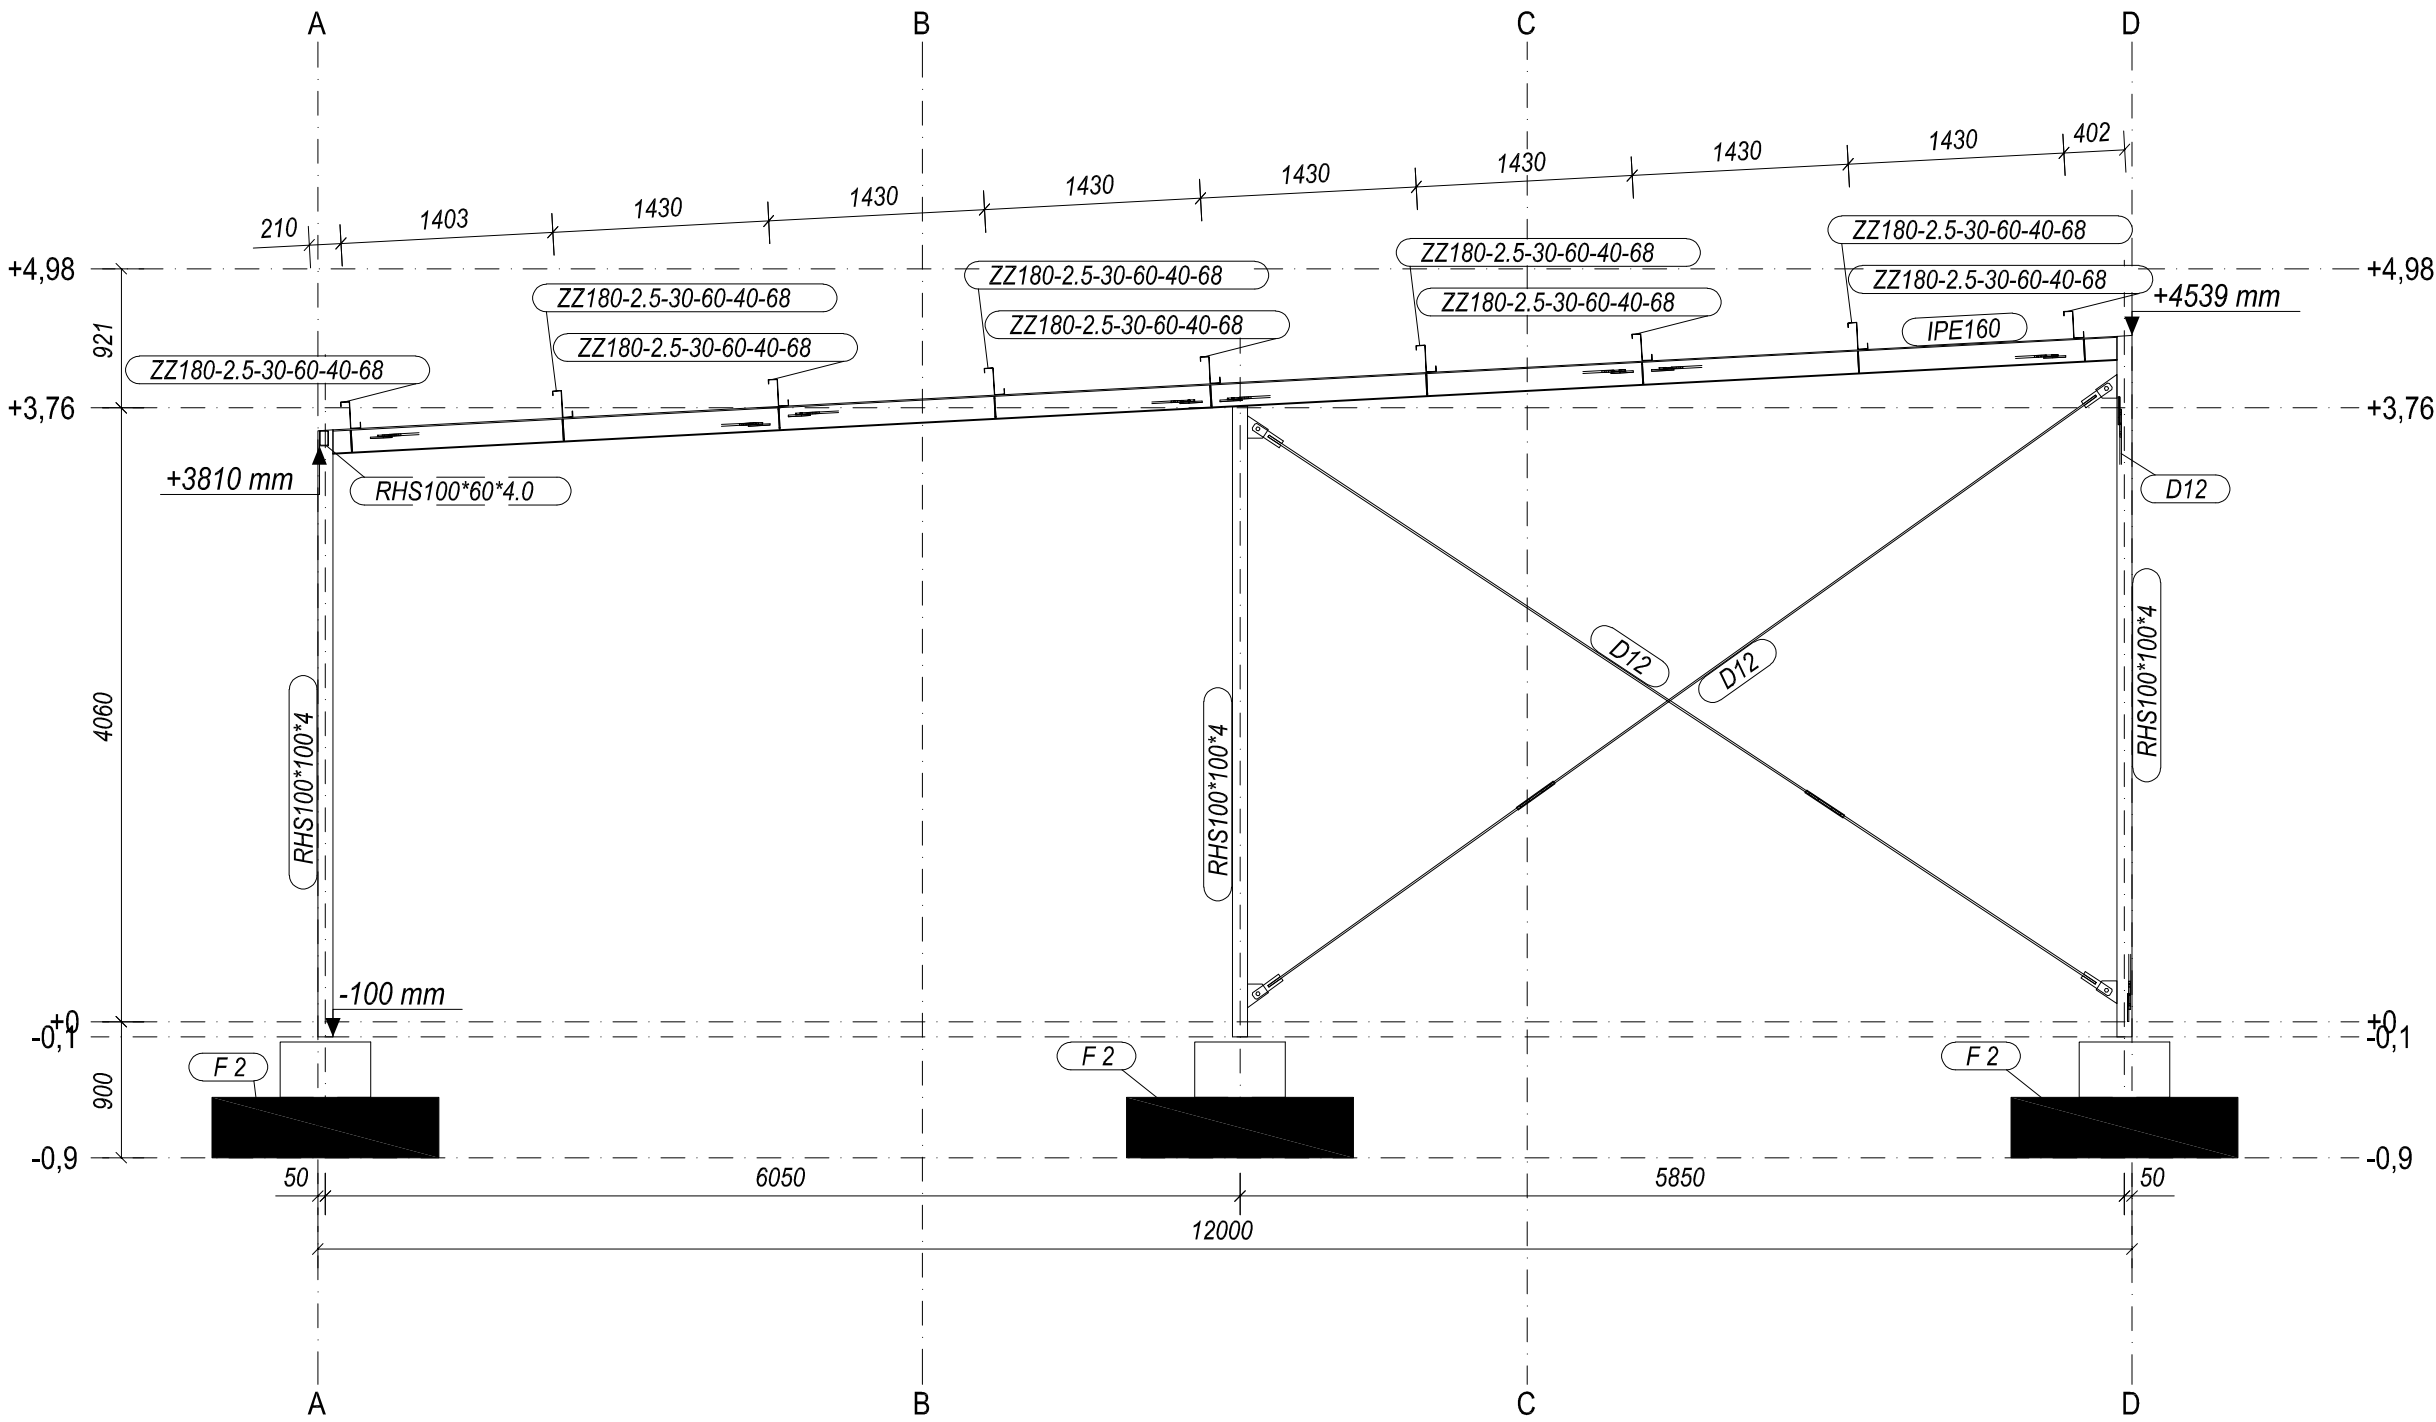 A B C D
210 1403 1430 1430 1430 1430 1430 1430 1430 402
+4,98 +4,98
921
ZZ180-2.5-30-60-40-68
ZZ180-2.5-30-60-40-68
ZZ180-2.5-30-60-40-68
ZZ180-2.5-30-60-40-68
ZZ180-2.5-30-60-40-68
ZZ180-2.5-30-60-40-68
ZZ180-2.5-30-60-40-68
ZZ180-2.5-30-60-40-68
ZZ180-2.5-30-60-40-68
+4539 mm
IPE160
+3,76 +3,76
+3810 mm
RHS100*60*4.0
D12
D12
D12
4060
RHS100*100*4
RHS100*100*4
RHS100*100*4
-100 mm
+0 +0
-0,1 -0,1
F 2 F 2 F 2
900
-0,9 -0,9
50 6050 5850 50
12000
A B C D